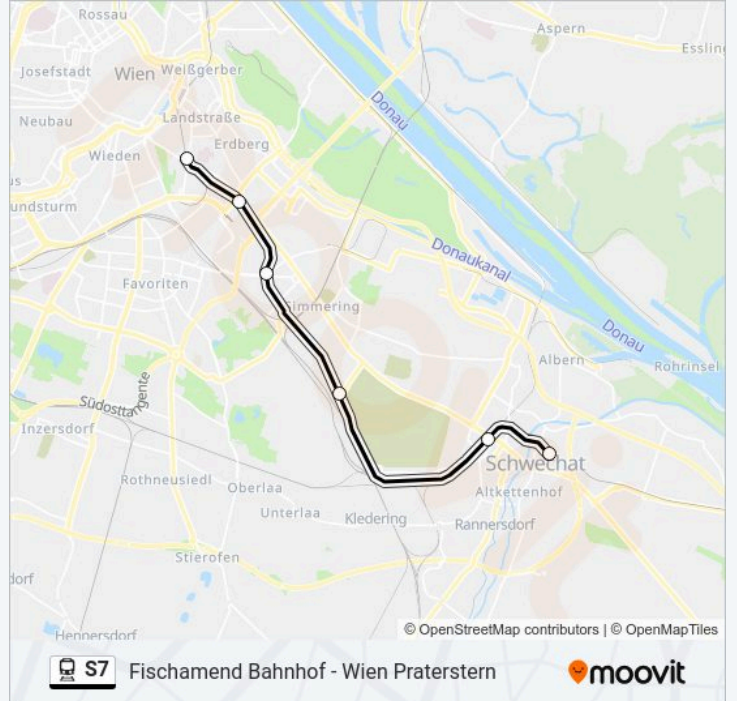 Rossau
Aspern
Essling
Josefstadt
Wien
Weißgerber
Donau
Neubau
Landstraße
Erdberg
Wieden
us
undsturm
Donaukanal
Favoriten
Simmering
Donau
Albern
Rohrinsel
Südosttangente
Inzersdorf
Schwechat
Rothneusiedl
Oberlaa
Altkettenhof
Unterlaa
Kledering
Rannersdorf
Stierofen
dorf
Hennersdorf
© OpenStreetMap contributors | © OpenMapTiles
S7 Fischamend Bahnhof - Wien Praterstern
moovit